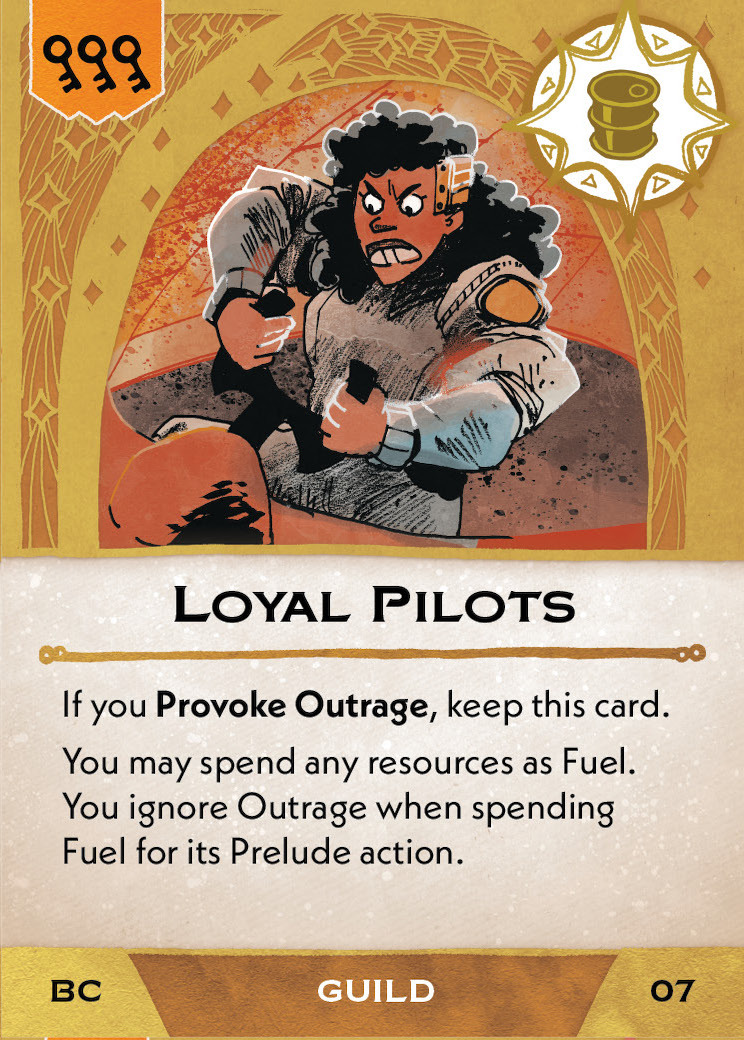 Loyal Pilots
If you Provoke Outrage, keep this card.
You may spend any resources as Fuel.
You ignore Outrage when spending
Fuel for its Prelude action.
BC GUILD 07